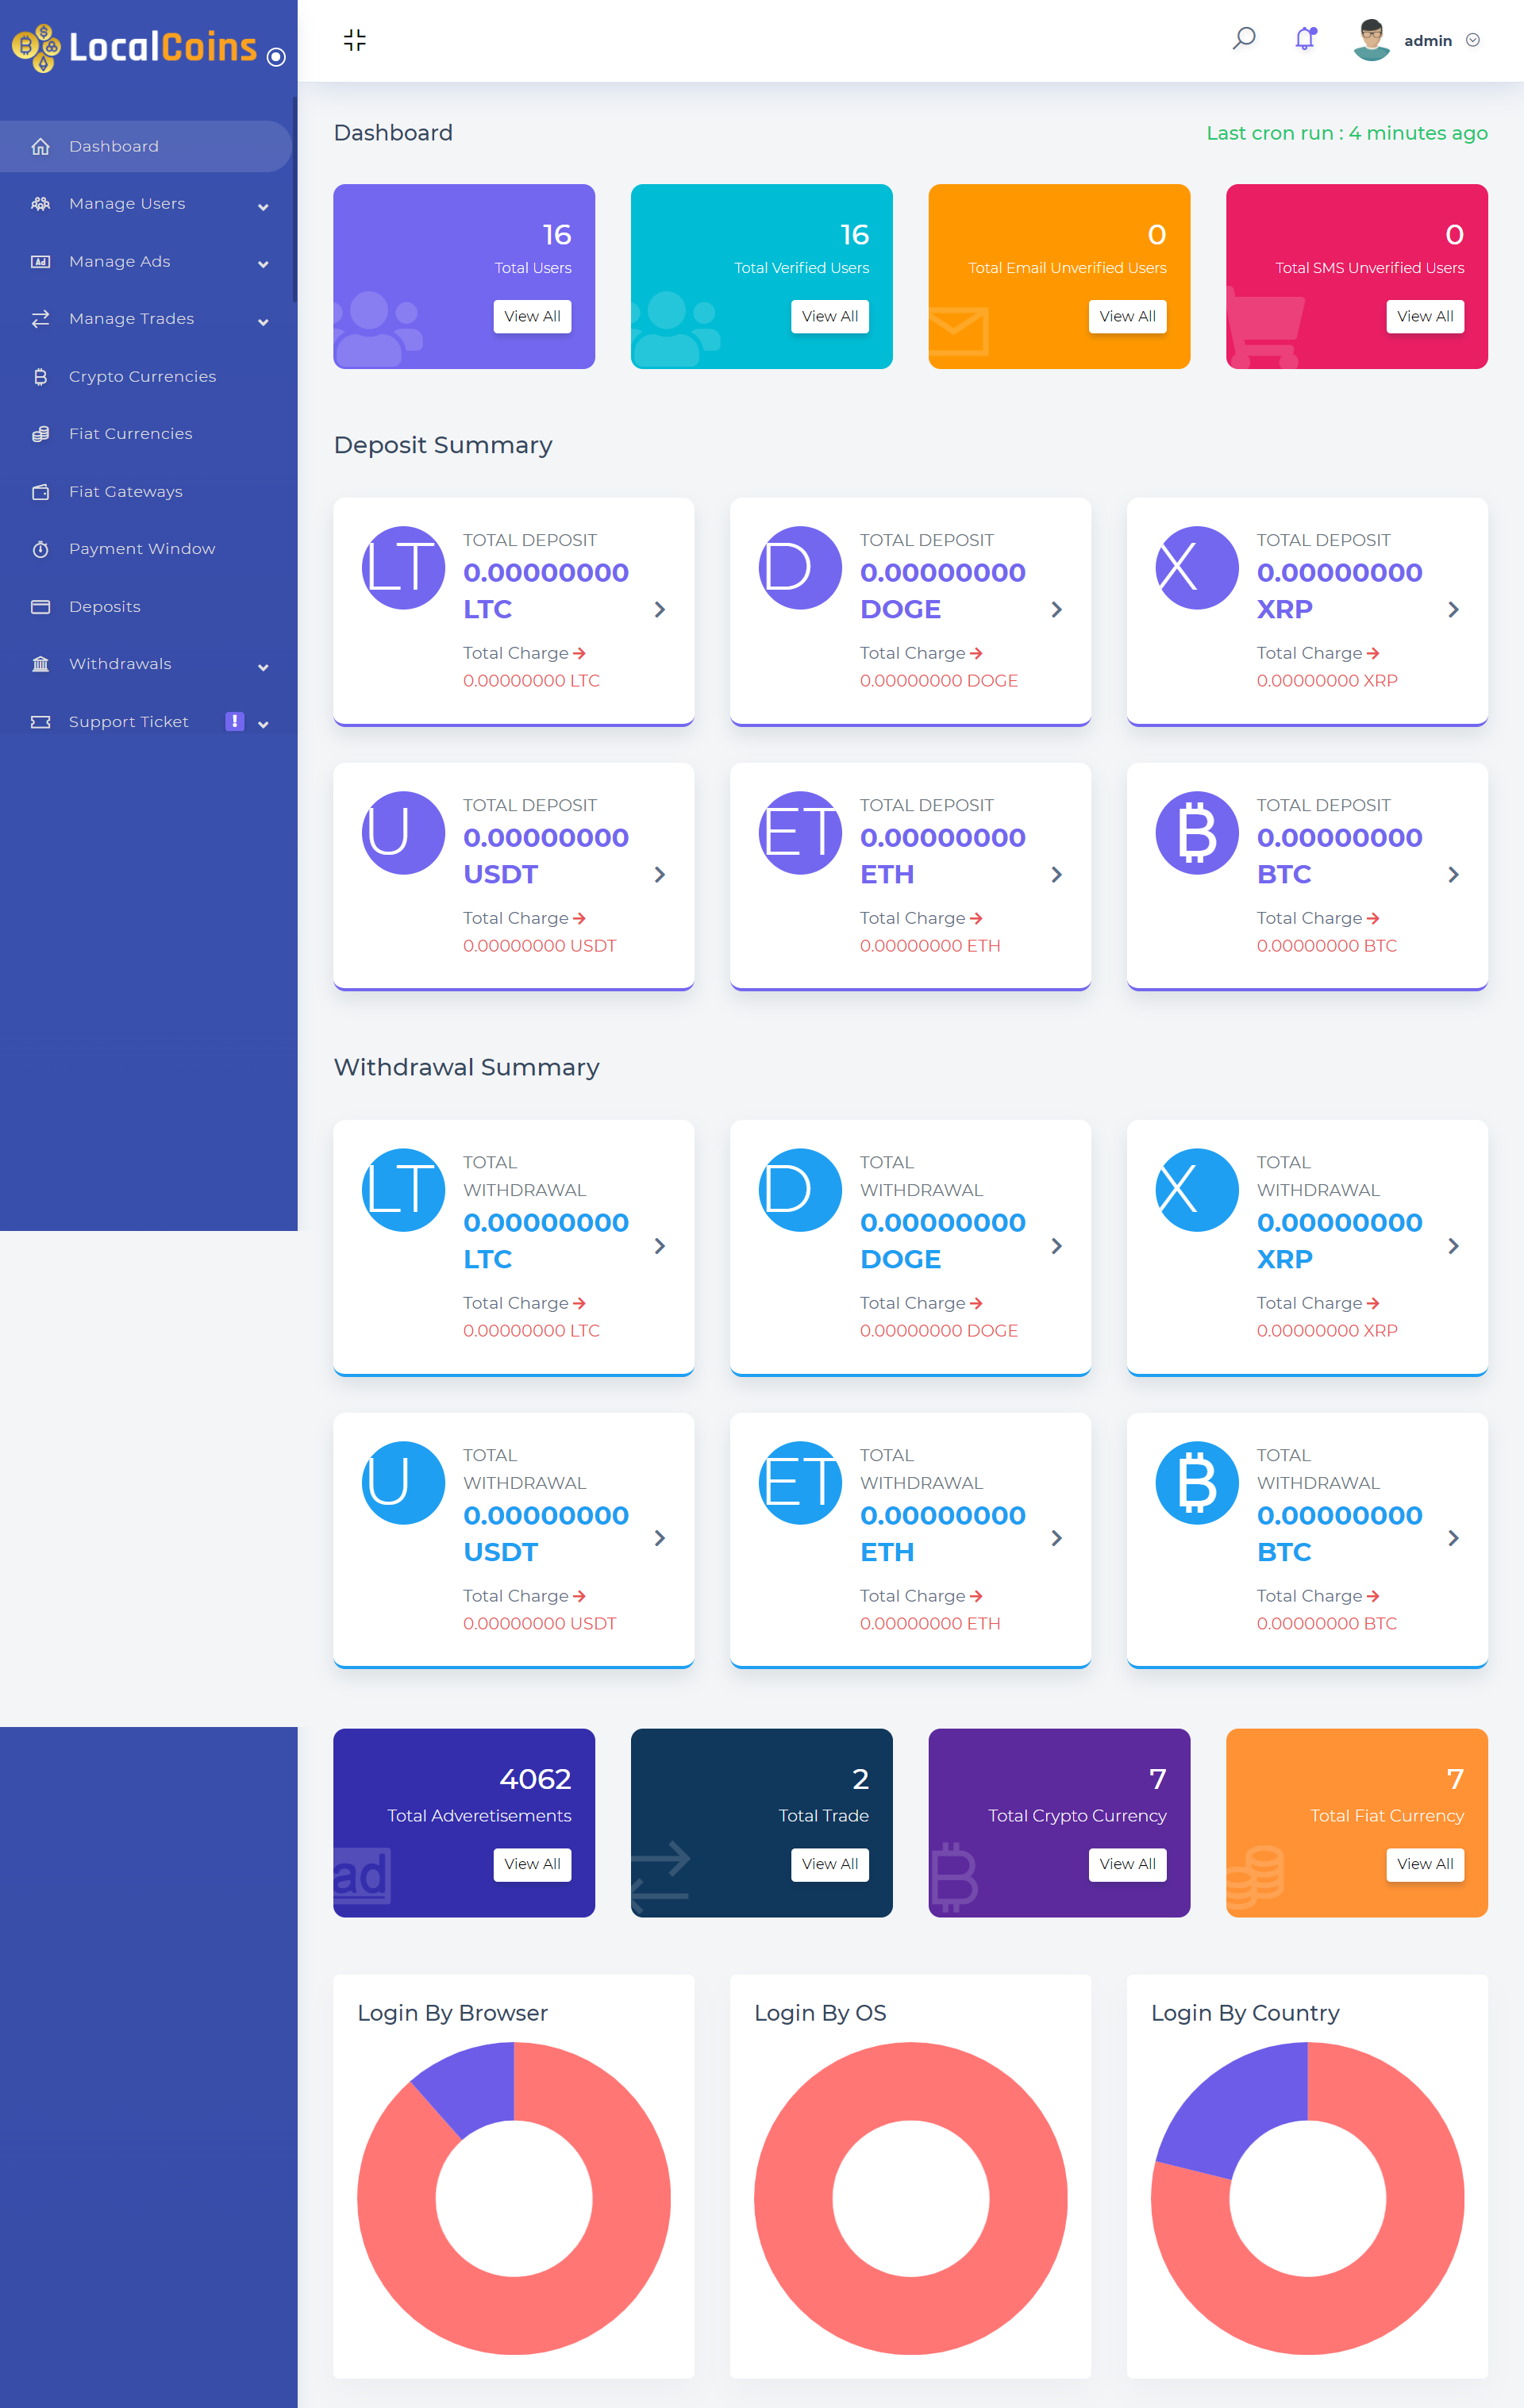 LocalCoins
admin
Dashboard
Manage Users
Manage Ads
Manage Trades
Crypto Currencies
Fiat Currencies
Fiat Gateways
Payment Window
Deposits
Withdrawals
Support Ticket !
Dashboard
Last cron run : 4 minutes ago
16
Total Users
View All
16
Total Verified Users
View All
0
Total Email Unverified Users
View All
0
Total SMS Unverified Users
View All
Deposit Summary
LT
TOTAL DEPOSIT
0.00000000
LTC
Total Charge
0.00000000 LTC
D
TOTAL DEPOSIT
0.00000000
DOGE
Total Charge
0.00000000 DOGE
X
TOTAL DEPOSIT
0.00000000
XRP
Total Charge
0.00000000 XRP
U
TOTAL DEPOSIT
0.00000000
USDT
Total Charge
0.00000000 USDT
ET
TOTAL DEPOSIT
0.00000000
ETH
Total Charge
0.00000000 ETH
TOTAL DEPOSIT
0.00000000
BTC
Total Charge
0.00000000 BTC
Withdrawal Summary
LT
TOTAL
WITHDRAWAL
0.00000000
LTC
Total Charge
0.00000000 LTC
D
TOTAL
WITHDRAWAL
0.00000000
DOGE
Total Charge
0.00000000 DOGE
X
TOTAL
WITHDRAWAL
0.00000000
XRP
Total Charge
0.00000000 XRP
U
TOTAL
WITHDRAWAL
0.00000000
USDT
Total Charge
0.00000000 USDT
ET
TOTAL
WITHDRAWAL
0.00000000
ETH
Total Charge
0.00000000 ETH
TOTAL
WITHDRAWAL
0.00000000
BTC
Total Charge
0.00000000 BTC
4062
Total Adveretisements
View All
ad
2
Total Trade
View All
7
Total Crypto Currency
View All
7
Total Fiat Currency
View All
Login By Browser
Login By OS
Login By Country